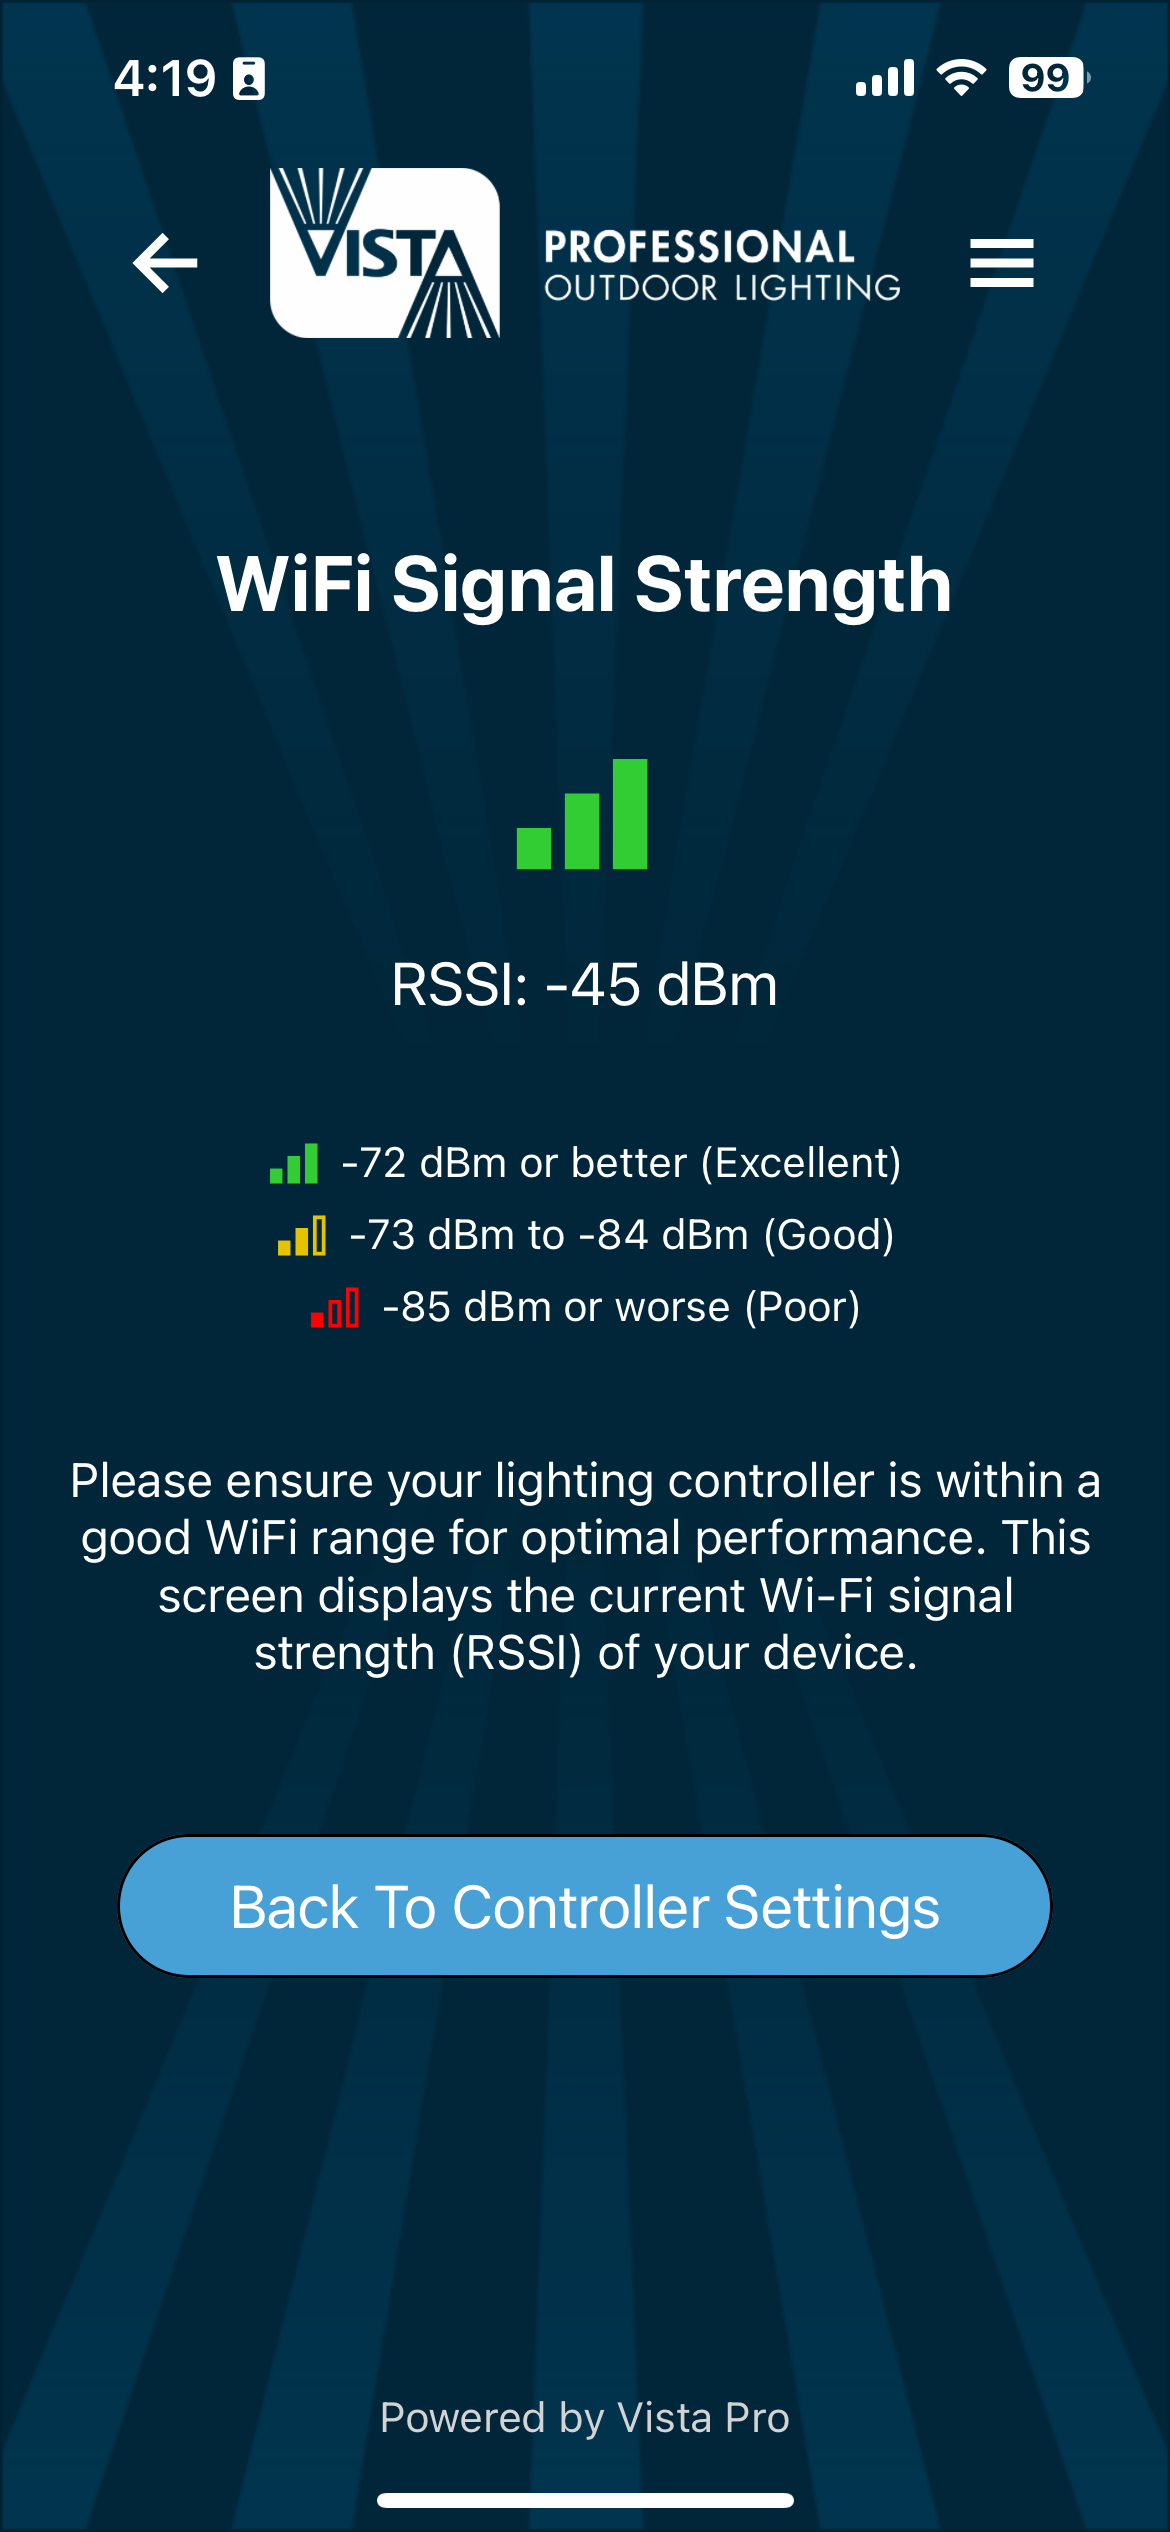 4:19
99
VISTA
PROFESSIONAL
OUTDOOR LIGHTING
WiFi Signal Strength
RSSI: -45 dBm
-72 dBm or better (Excellent)
-73 dBm to -84 dBm (Good)
-85 dBm or worse (Poor)
Please ensure your lighting controller is within a
good WiFi range for optimal performance. This
screen displays the current Wi-Fi signal
strength (RSSI) of your device.
Back To Controller Settings
Powered by Vista Pro